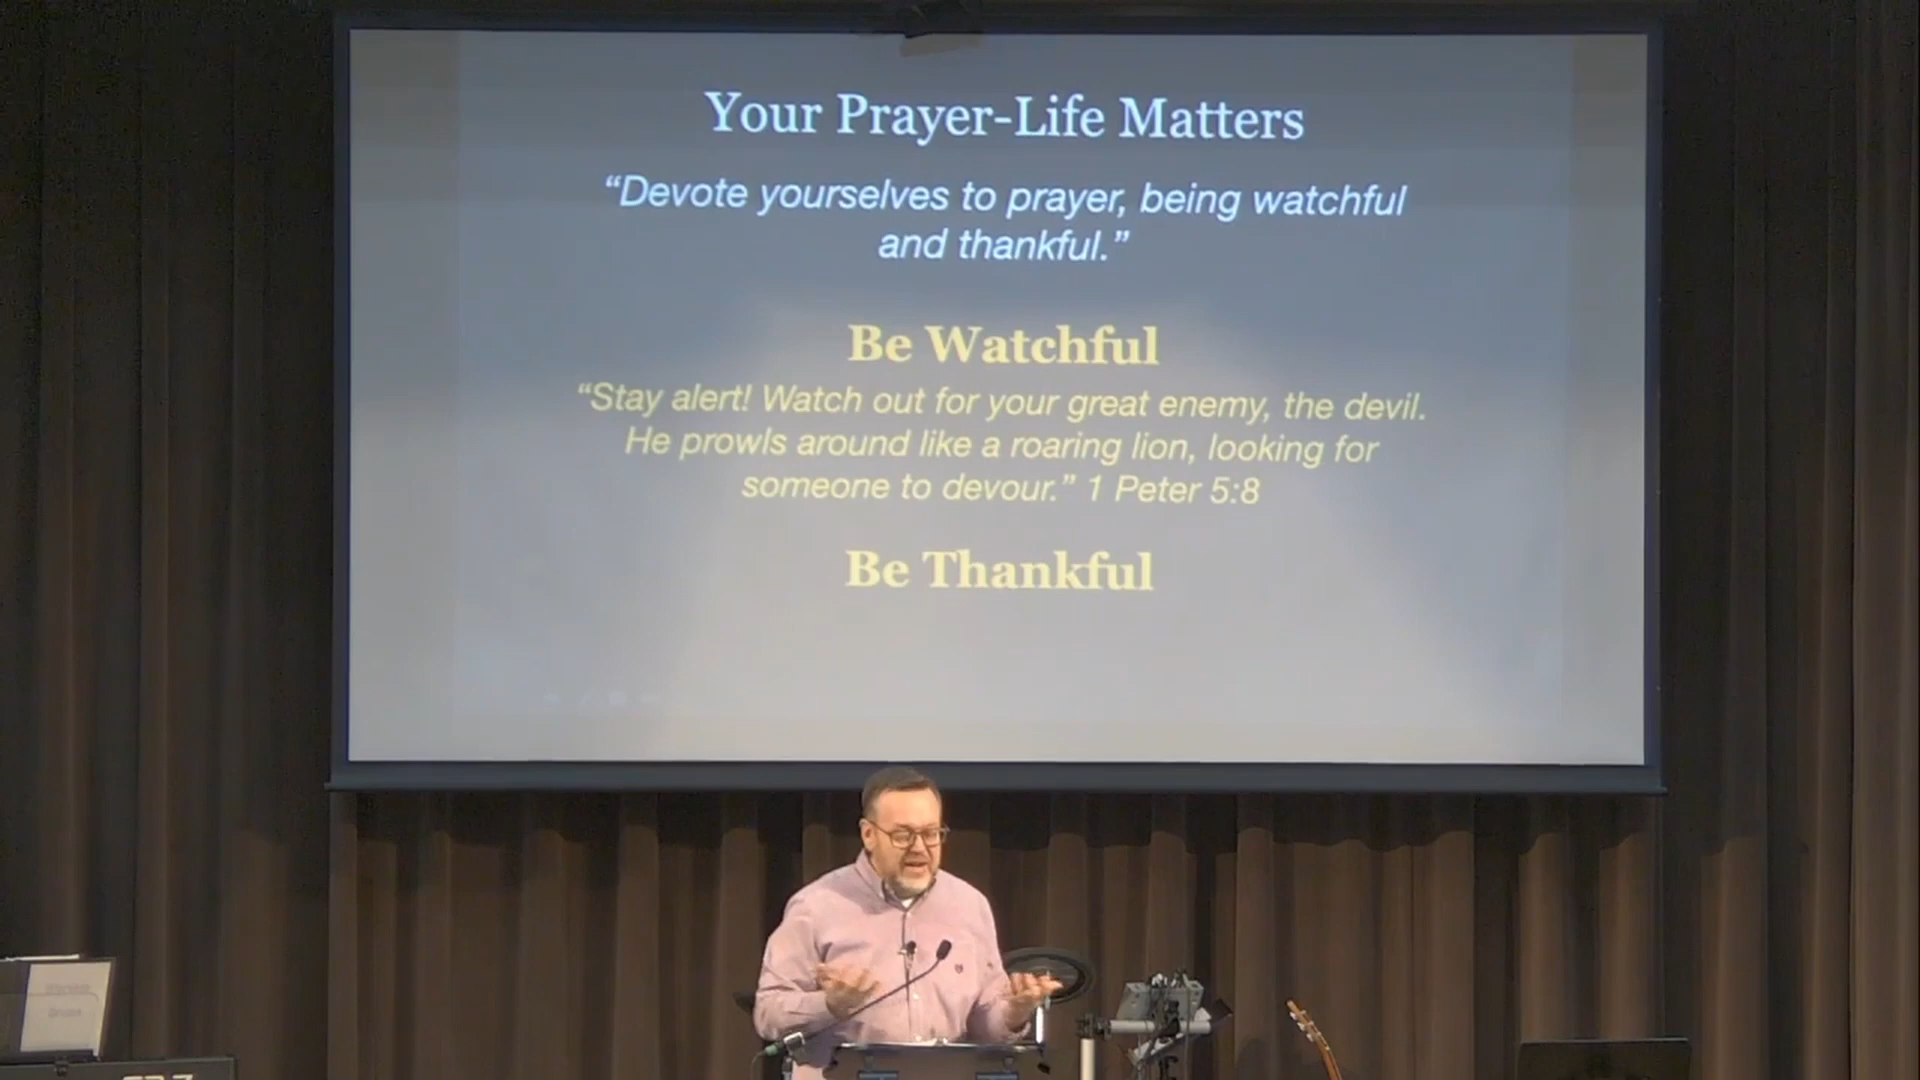 Your Prayer-Life Matters
“Devote yourselves to prayer, being watchful
and thankful.”
Be Watchful
“Stay alert! Watch out for your great enemy, the devil.
He prowls around like a roaring lion, looking for
someone to devour.” 1 Peter 5:8
Be Thankful